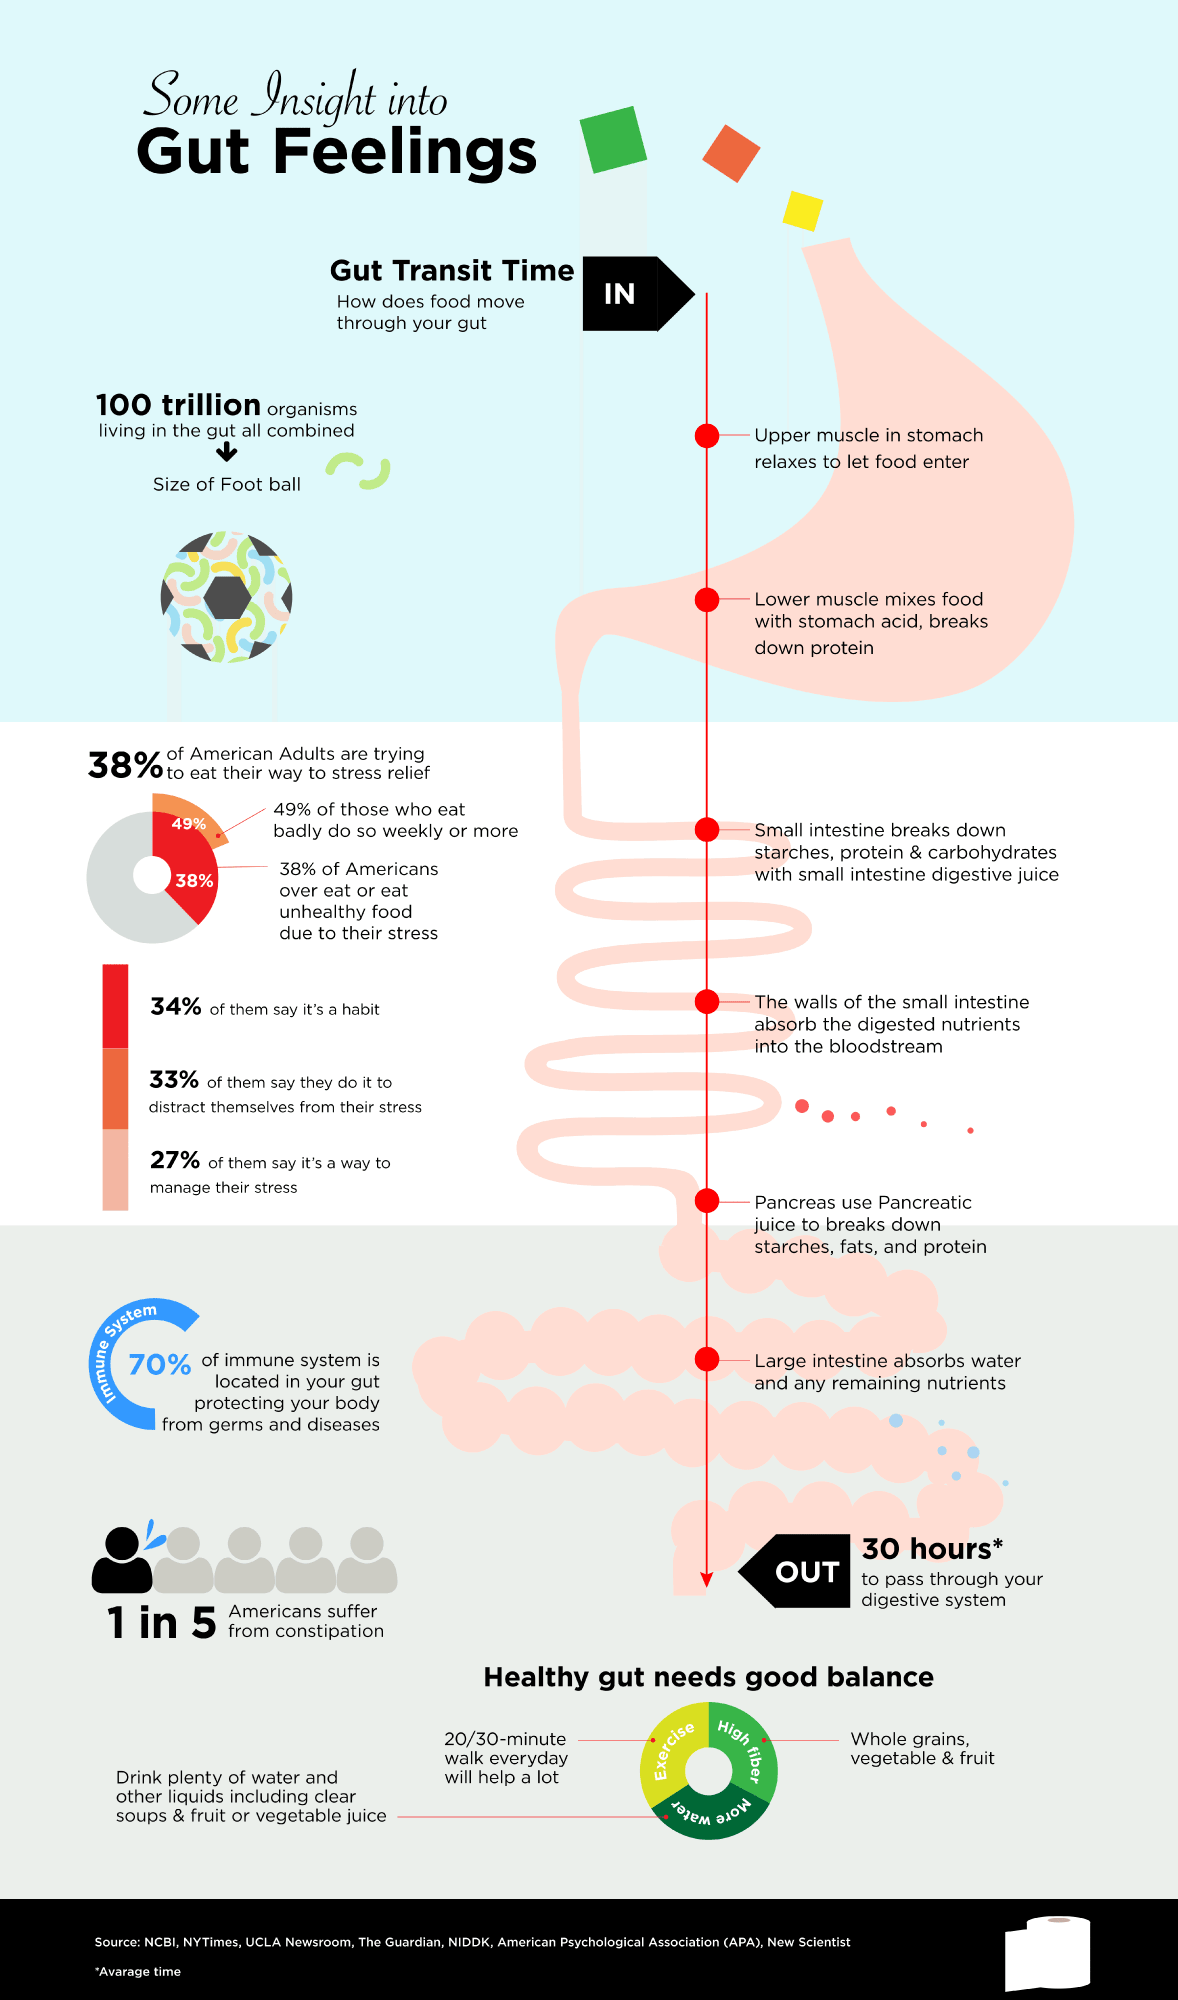 Some Insight into
Gut Feelings
Gut Transit Time
How does food move
through your gut
IN
100 trillion organisms
living in the gut all combined
Size of Foot ball
Upper muscle in stomach
relaxes to let food enter
Lower muscle mixes food
with stomach acid, breaks
down protein
38% of American Adults are trying
to eat their way to stress relief
49%
49% of those who eat
badly do so weekly or more
38%
38% of Americans
over eat or eat
unhealthy food
due to their stress
Small intestine breaks down
starches, protein & carbohydrates
with small intestine digestive juice
34% of them say it's a habit
The walls of the small intestine
absorb the digested nutrients
into the bloodstream
33% of them say they do it to
distract themselves from their stress
27% of them say it's a way to
manage their stress
Pancreas use Pancreatic
juice to breaks down
starches, fats, and protein
Immune System
70% of immune system is
located in your gut
protecting your body
from germs and diseases
Large intestine absorbs water
and any remaining nutrients
1 in 5 Americans suffer
from constipation
OUT
30 hours*
to pass through your
digestive system
Healthy gut needs good balance
20/30-minute
walk everyday
will help a lot
Exercise
High fiber
More water
Whole grains,
vegetable & fruit
Drink plenty of water and
other liquids including clear
soups & fruit or vegetable juice
Source: NCBI, NYTimes, UCLA Newsroom, The Guardian, NIDDK, American Psychological Association (APA), New Scientist
*Avarage time